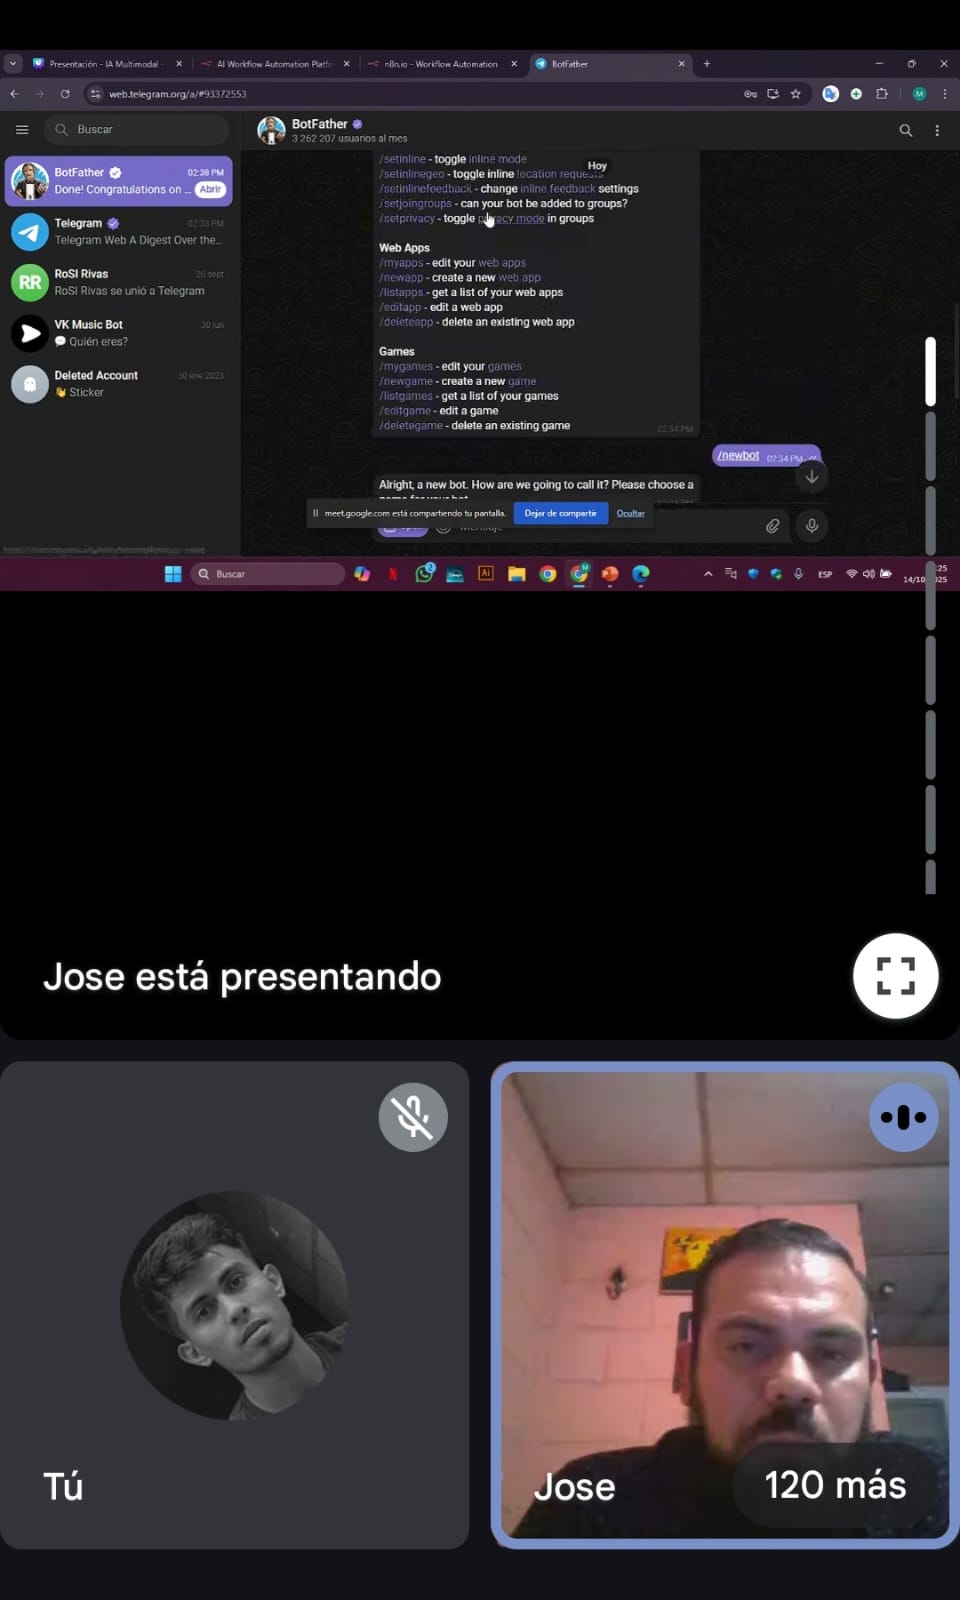 Presentación - IA Multimodal -
AI Workflow Automation Platfo
n8n.io - Workflow Automation
BotFather
web.telegram.org/a/#93372553
M
Buscar
BotFather
3 262 207 usuarios al mes
BotFather
02:38 PM
Done! Congratulations on ...
Abrir
Telegram
02:33 PM
Telegram Web A Digest Over the...
RR
RoSI Rivas
20 sept
RoSI Rivas se unió a Telegram
VK Music Bot
30 jun
Quién eres?
Deleted Account
30 ene 2023
Sticker
Hoy
/setinline - toggle inline mode
/setinlinegeo - toggle inline location requests
/setinlinefeedback - change inline feedback settings
/setjoingroups - can your bot be added to groups?
/setprivacy - toggle privacy mode in groups
Web Apps
/myapps - edit your web apps
/newapp - create a new web app
/listapps - get a list of your web apps
/editapp - edit a web app
/deleteapp - delete an existing web app
Games
/mygames - edit your games
/newgame - create a new game
/listgames - get a list of your games
/editgame - edit a game
/deletegame - delete an existing game
/newbot 02:34 PM
Alright, a new bot. How are we going to call it? Please choose a
meet.google.com está compartiendo tu pantalla.
Dejar de compartir
Ocultar
Buscar
2
Ai
M
ESP
Jose está presentando
Tú
Jose
120 más